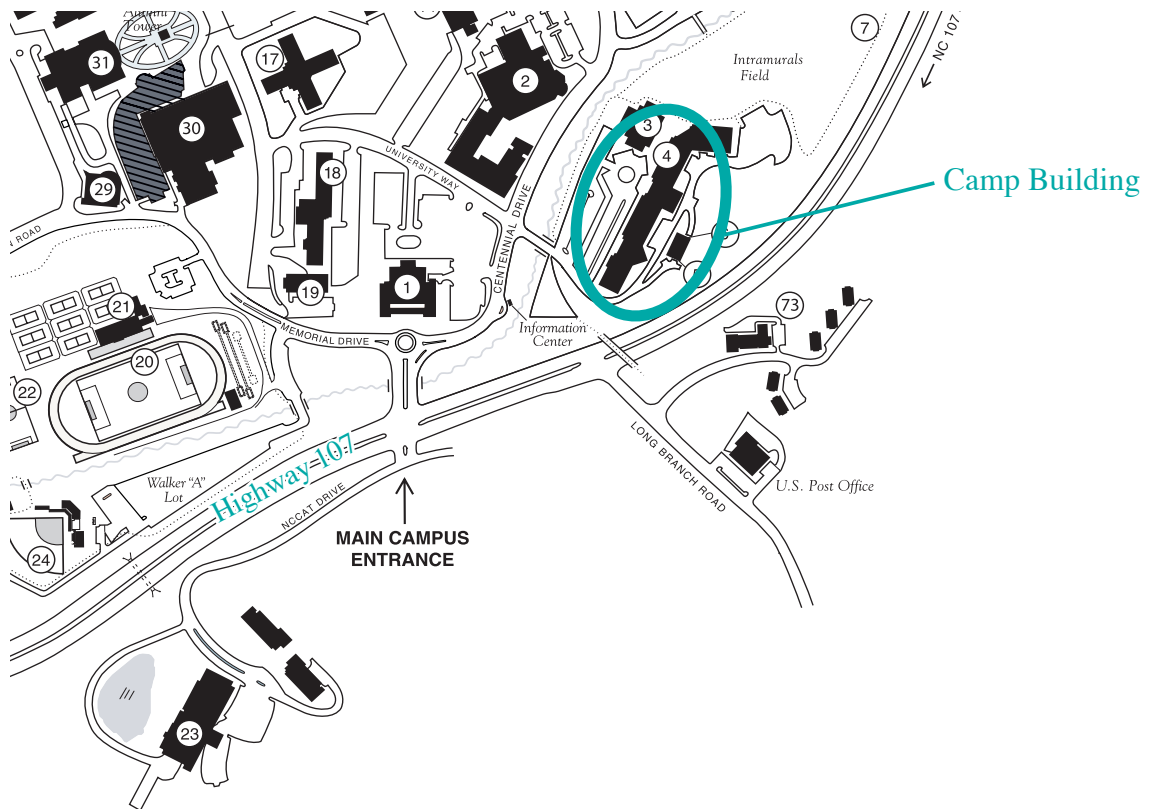 Alumni
Tower
31
17
2
7
NC 107
Intramurals
Field
30
3
4
Camp Building
UNIVERSITY WAY
18
29
CENTENNIAL DRIVE
N ROAD
19
1
21
MEMORIAL DRIVE
Information
Center
73
20
22
LONG BRANCH ROAD
Highway 107
Walker "A"
Lot
U.S. Post Office
NCCAT DRIVE
MAIN CAMPUS
ENTRANCE
24
23